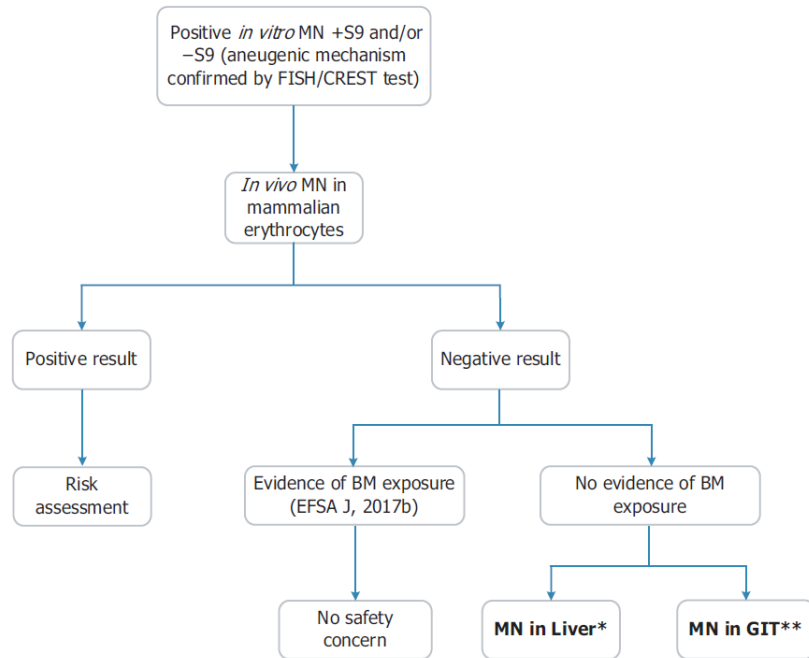 Positive in vitro MN +S9 and/or
−S9 (aneugenic mechanism
confirmed by FISH/CREST test)
In vivo MN in
mammalian
erythrocytes
Positive result
Negative result
Risk
assessment
Evidence of BM exposure
(EFSA J, 2017b)
No evidence of BM
exposure
No safety
concern
MN in Liver*
MN in GIT**